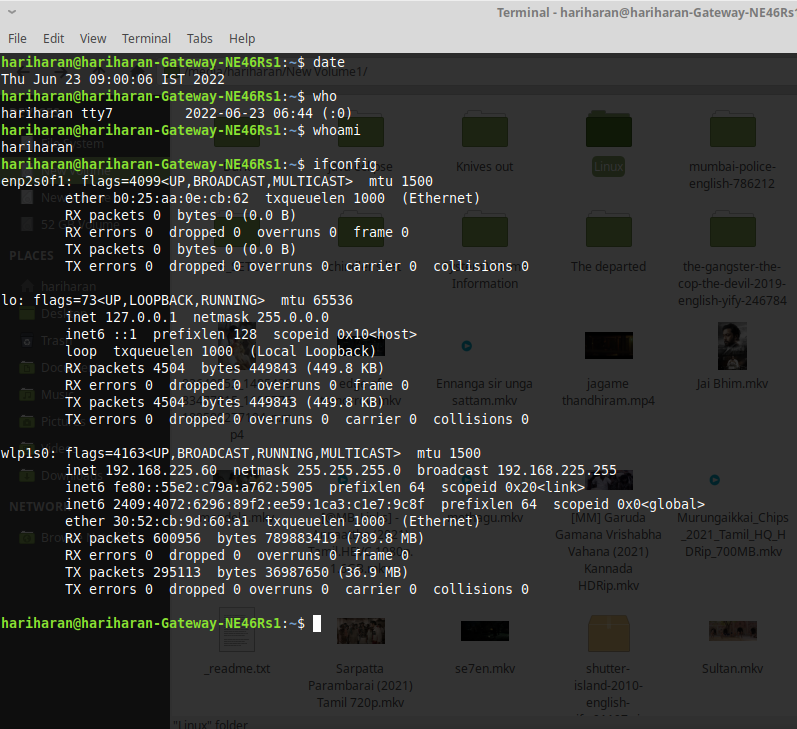 Terminal - hariharan@hariharan-Gateway-NE46Rs1
File Edit View Terminal Tabs Help
hariharan@hariharan-Gateway-NE46Rs1:~$ date
Thu Jun 23 09:00:06 IST 2022
hariharan/New Volume1/
hariharan@hariharan-Gateway-NE46Rs1:~$ who
hariharan tty7         2022-06-23 06:44 (:0)
hariharan@hariharan-Gateway-NE46Rs1:~$ whoami
hariharan
hariharan@hariharan-Gateway-NE46Rs1:~$ ifconfig
enp2s0f1: flags=4099<UP,BROADCAST,MULTICAST>  mtu 1500
        ether b0:25:aa:0e:cb:62  txqueuelen 1000  (Ethernet)
        RX packets 0  bytes 0 (0.0 B)
        RX errors 0  dropped 0  overruns 0  frame 0
        TX packets 0  bytes 0 (0.0 B)
        TX errors 0  dropped 0 overruns 0  carrier 0  collisions 0
lo: flags=73<UP,LOOPBACK,RUNNING>  mtu 65536
        inet 127.0.0.1  netmask 255.0.0.0
        inet6 ::1  prefixlen 128  scopeid 0x10<host>
        loop  txqueuelen 1000  (Local Loopback)
        RX packets 4504  bytes 449843 (449.8 KB)
        RX errors 0  dropped 0  overruns 0  frame 0
        TX packets 4504  bytes 449843 (449.8 KB)
        TX errors 0  dropped 0 overruns 0  carrier 0  collisions 0
wlp1s0: flags=4163<UP,BROADCAST,RUNNING,MULTICAST>  mtu 1500
        inet 192.168.225.60  netmask 255.255.255.0  broadcast 192.168.225.255
        inet6 fe80::55e2:c79a:a762:5905  prefixlen 64  scopeid 0x20<link>
        inet6 2409:4072:6296:89f2:ee59:1ca3:c1e7:9c8f  prefixlen 64  scopeid 0x0<global>
        ether 30:52:cb:9d:60:a1  txqueuelen 1000  (Ethernet)
        RX packets 600956  bytes 789883419 (789.8 MB)
        RX errors 0  dropped 0  overruns 0  frame 0
        TX packets 295113  bytes 36987650 (36.9 MB)
        TX errors 0  dropped 0 overruns 0  carrier 0  collisions 0
hariharan@hariharan-Gateway-NE46Rs1:~$
PLACES
hariharan
Knives out
Linux
mumbai-police-
english-786212
Information
The departed
the-gangster-the-
cop-the-devil-2019-
english-yify-246784
Ennanga sir unga
sattam.mkv
jagame
thandhiram.mp4
Jai Bhim.mkv
[MM] Garuda
Gamana Vrishabha
Vahana (2021)
Kannada
HDRip.mkv
Murungaikkai_Chips
_2021_Tamil_HQ_H
DRip_700MB.mkv
_readme.txt
Sarpatta
Parambarai (2021)
Tamil 720p.mkv
se7en.mkv
shutter-
island-2010-
english-
Sultan.mkv
"Linux" folder